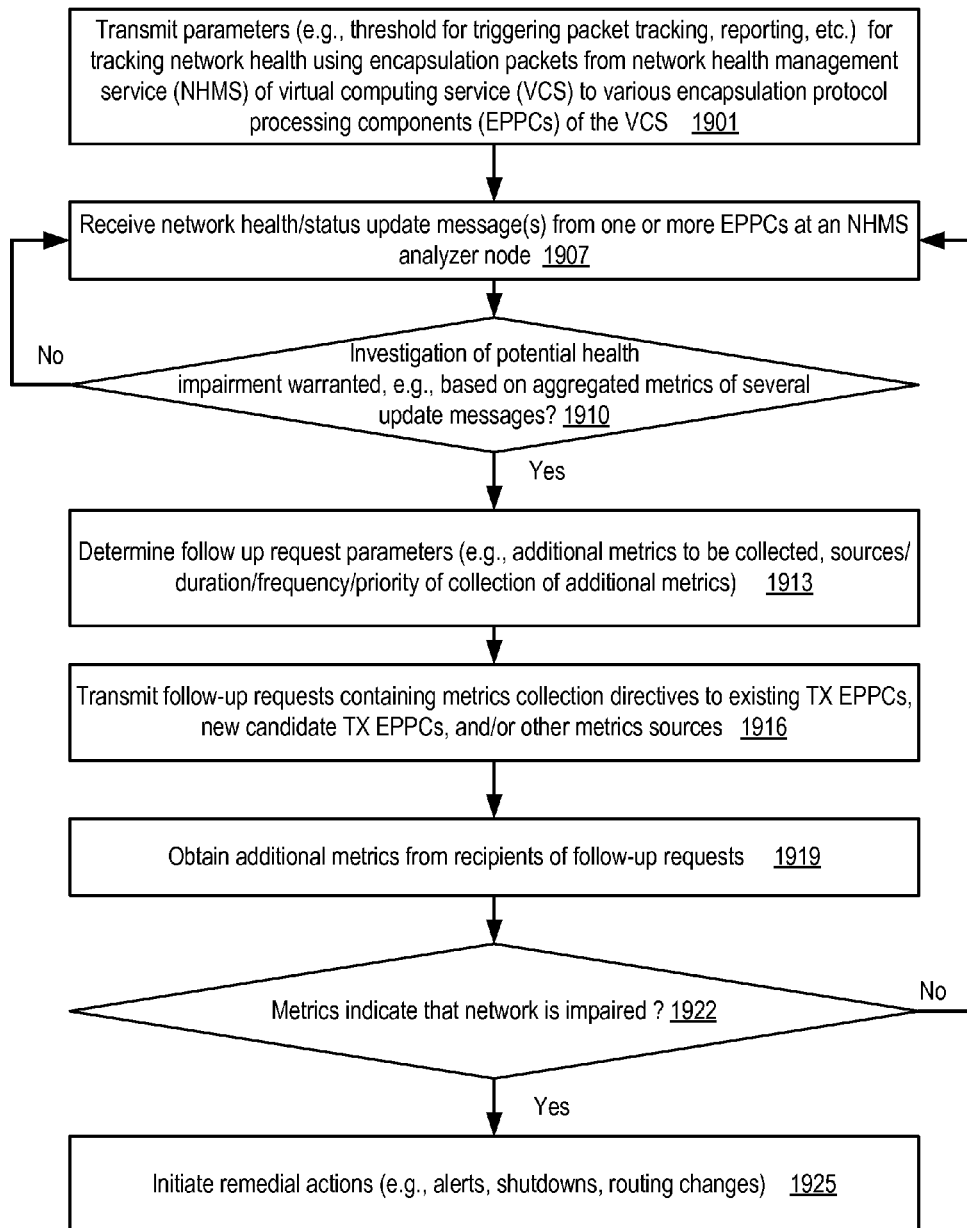 Transmit parameters (e.g., threshold for triggering packet tracking, reporting, etc.) for
tracking network health using encapsulation packets from network health management
service (NHMS) of virtual computing service (VCS) to various encapsulation protocol
processing components (EPPCs) of the VCS 1901
Receive network health/status update message(s) from one or more EPPCs at an NHMS
analyzer node 1907
No
Investigation of potential health
impairment warranted, e.g., based on aggregated metrics of several
update messages? 1910
Yes
Determine follow up request parameters (e.g., additional metrics to be collected, sources/
duration/frequency/priority of collection of additional metrics) 1913
Transmit follow-up requests containing metrics collection directives to existing TX EPPCs,
new candidate TX EPPCs, and/or other metrics sources 1916
Obtain additional metrics from recipients of follow-up requests 1919
Metrics indicate that network is impaired ? 1922
No
Yes
Initiate remedial actions (e.g., alerts, shutdowns, routing changes) 1925